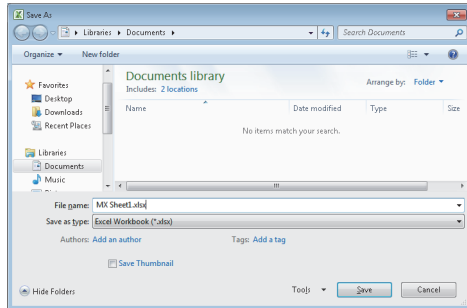 Save As
Libraries Documents
Search Documents
Organize New folder
Favorites
Desktop
Downloads
Recent Places
Libraries
Documents
Music
Documents library
Includes: 2 locations
Arrange by: Folder
Name Date modified Type Size
No items match your search.
File name: MX Sheet1.xlsx
Save as type: Excel Workbook (*.xlsx)
Authors: Add an author Tags: Add a tag
Save Thumbnail
Hide Folders Tools Save Cancel